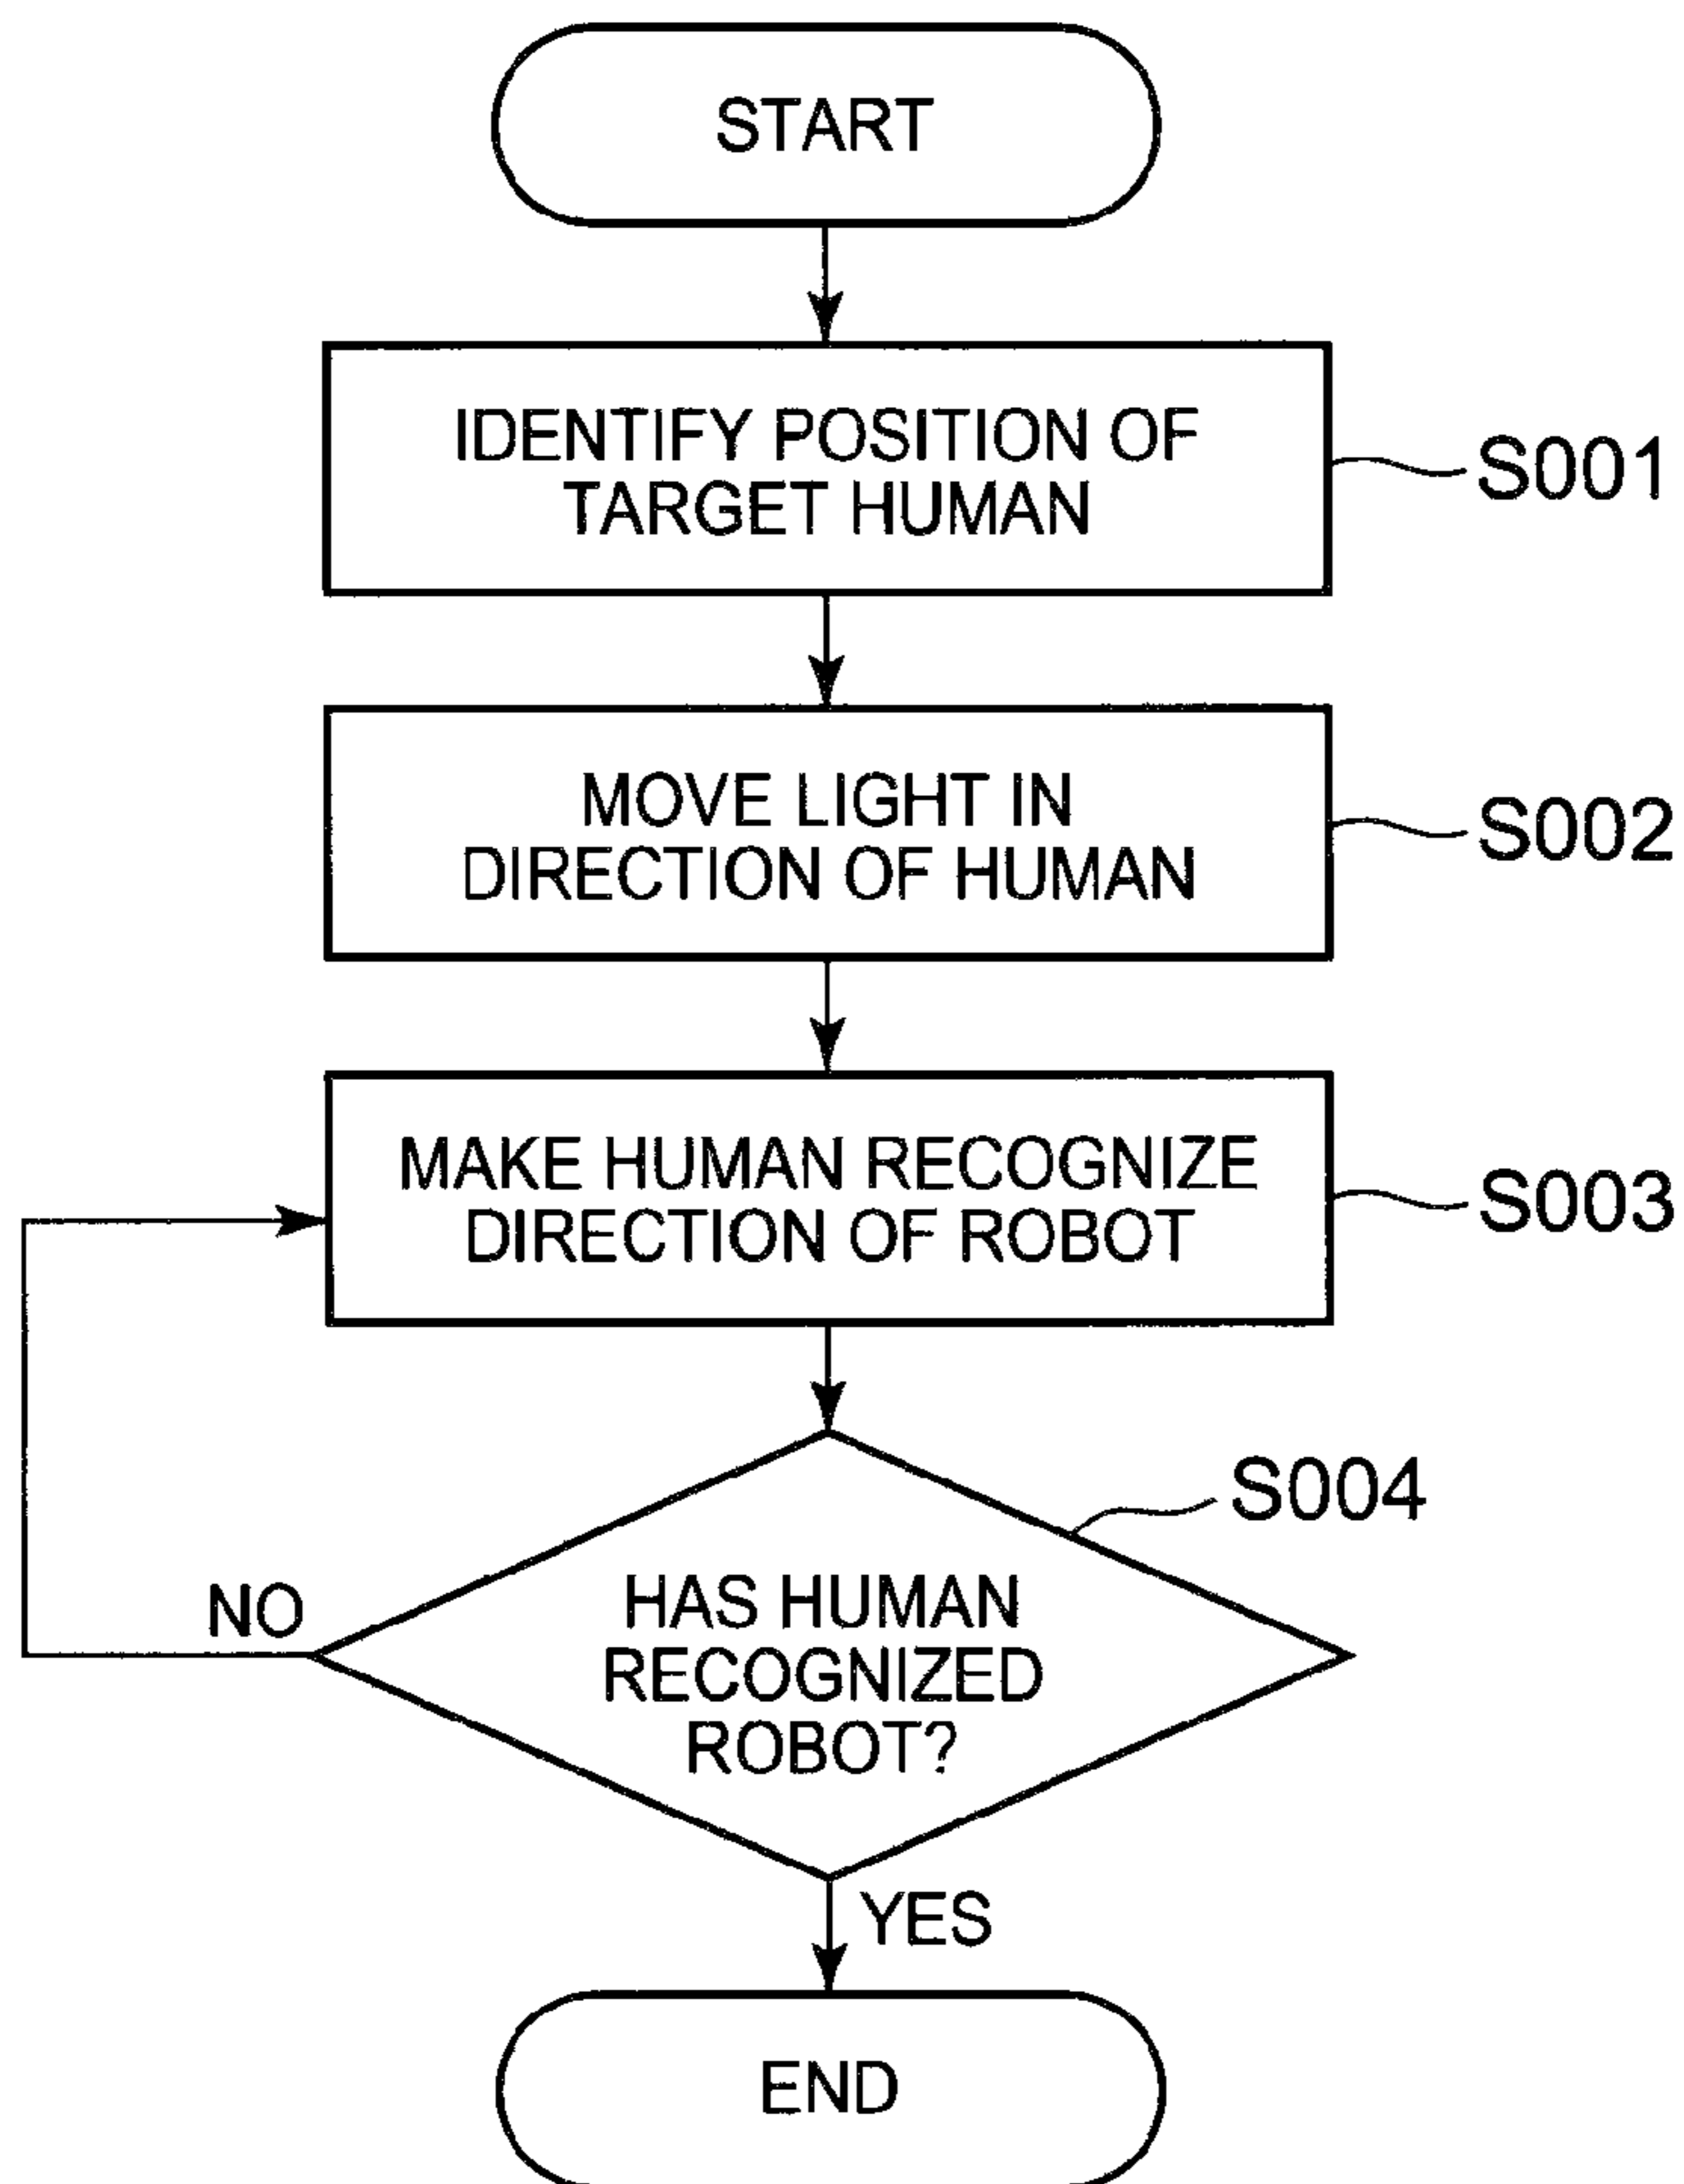 START
IDENTIFY POSITION OF
TARGET HUMAN
S001
MOVE LIGHT IN
DIRECTION OF HUMAN
S002
MAKE HUMAN RECOGNIZE
DIRECTION OF ROBOT
S003
S004
HAS HUMAN
RECOGNIZED
ROBOT?
NO
YES
END